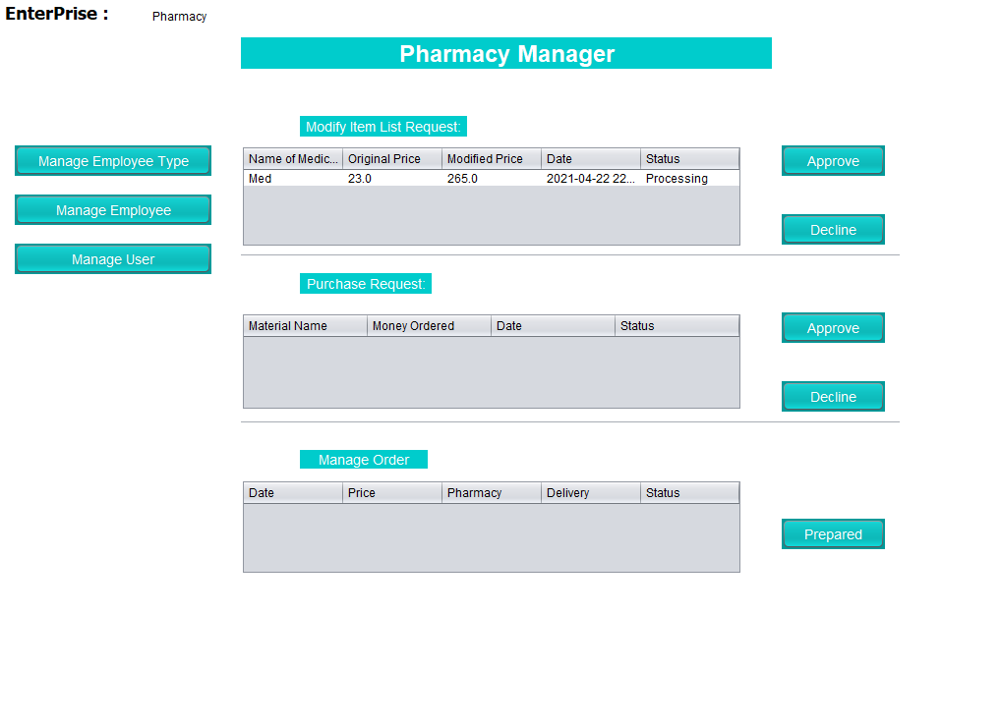 EnterPrise : Pharmacy
Pharmacy Manager
Modify Item List Request:
Manage Employee Type
Manage Employee
Manage User
Name of Medic... Original Price Modified Price Date Status
Med 23.0 265.0 2021-04-22 22... Processing
Approve
Decline
Purchase Request:
Material Name Money Ordered Date Status
Approve
Decline
Manage Order
Date Price Pharmacy Delivery Status
Prepared